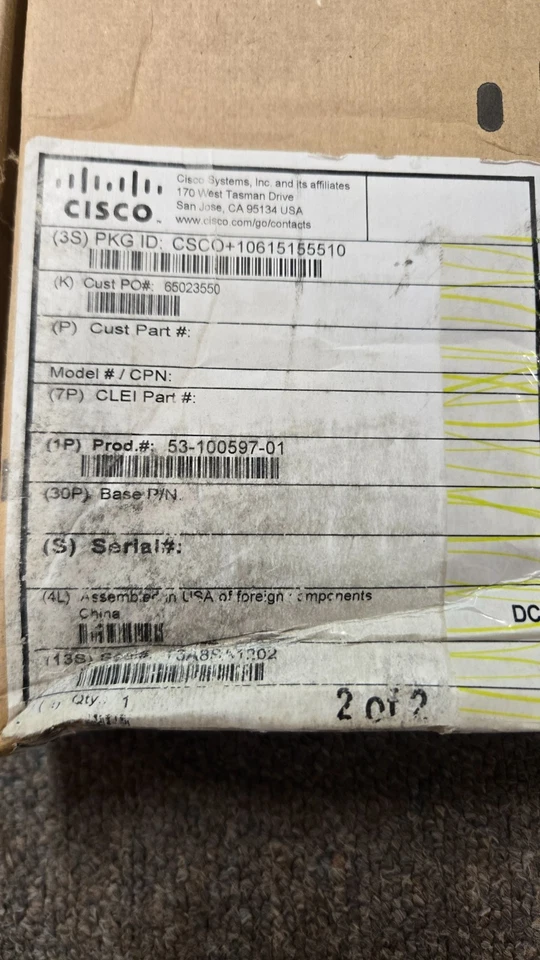 CISCO
Cisco Systems, Inc. and its affiliates
170 West Tasman Drive
San Jose, CA 95134 USA
www.cisco.com/go/contacts
(3S) PKG ID: CSCO+10615155510
(K) Cust PO#: 65023550
(P) Cust Part #:
Model # / CPN:
(7P) CLEI Part #:
(1P) Prod.#: 53-100597-01
(30P) Base P/N
(S) Serial#:
(4L) Assembled in USA of foreign components
China
DC
(13S)
Qty. 1
2 of 2